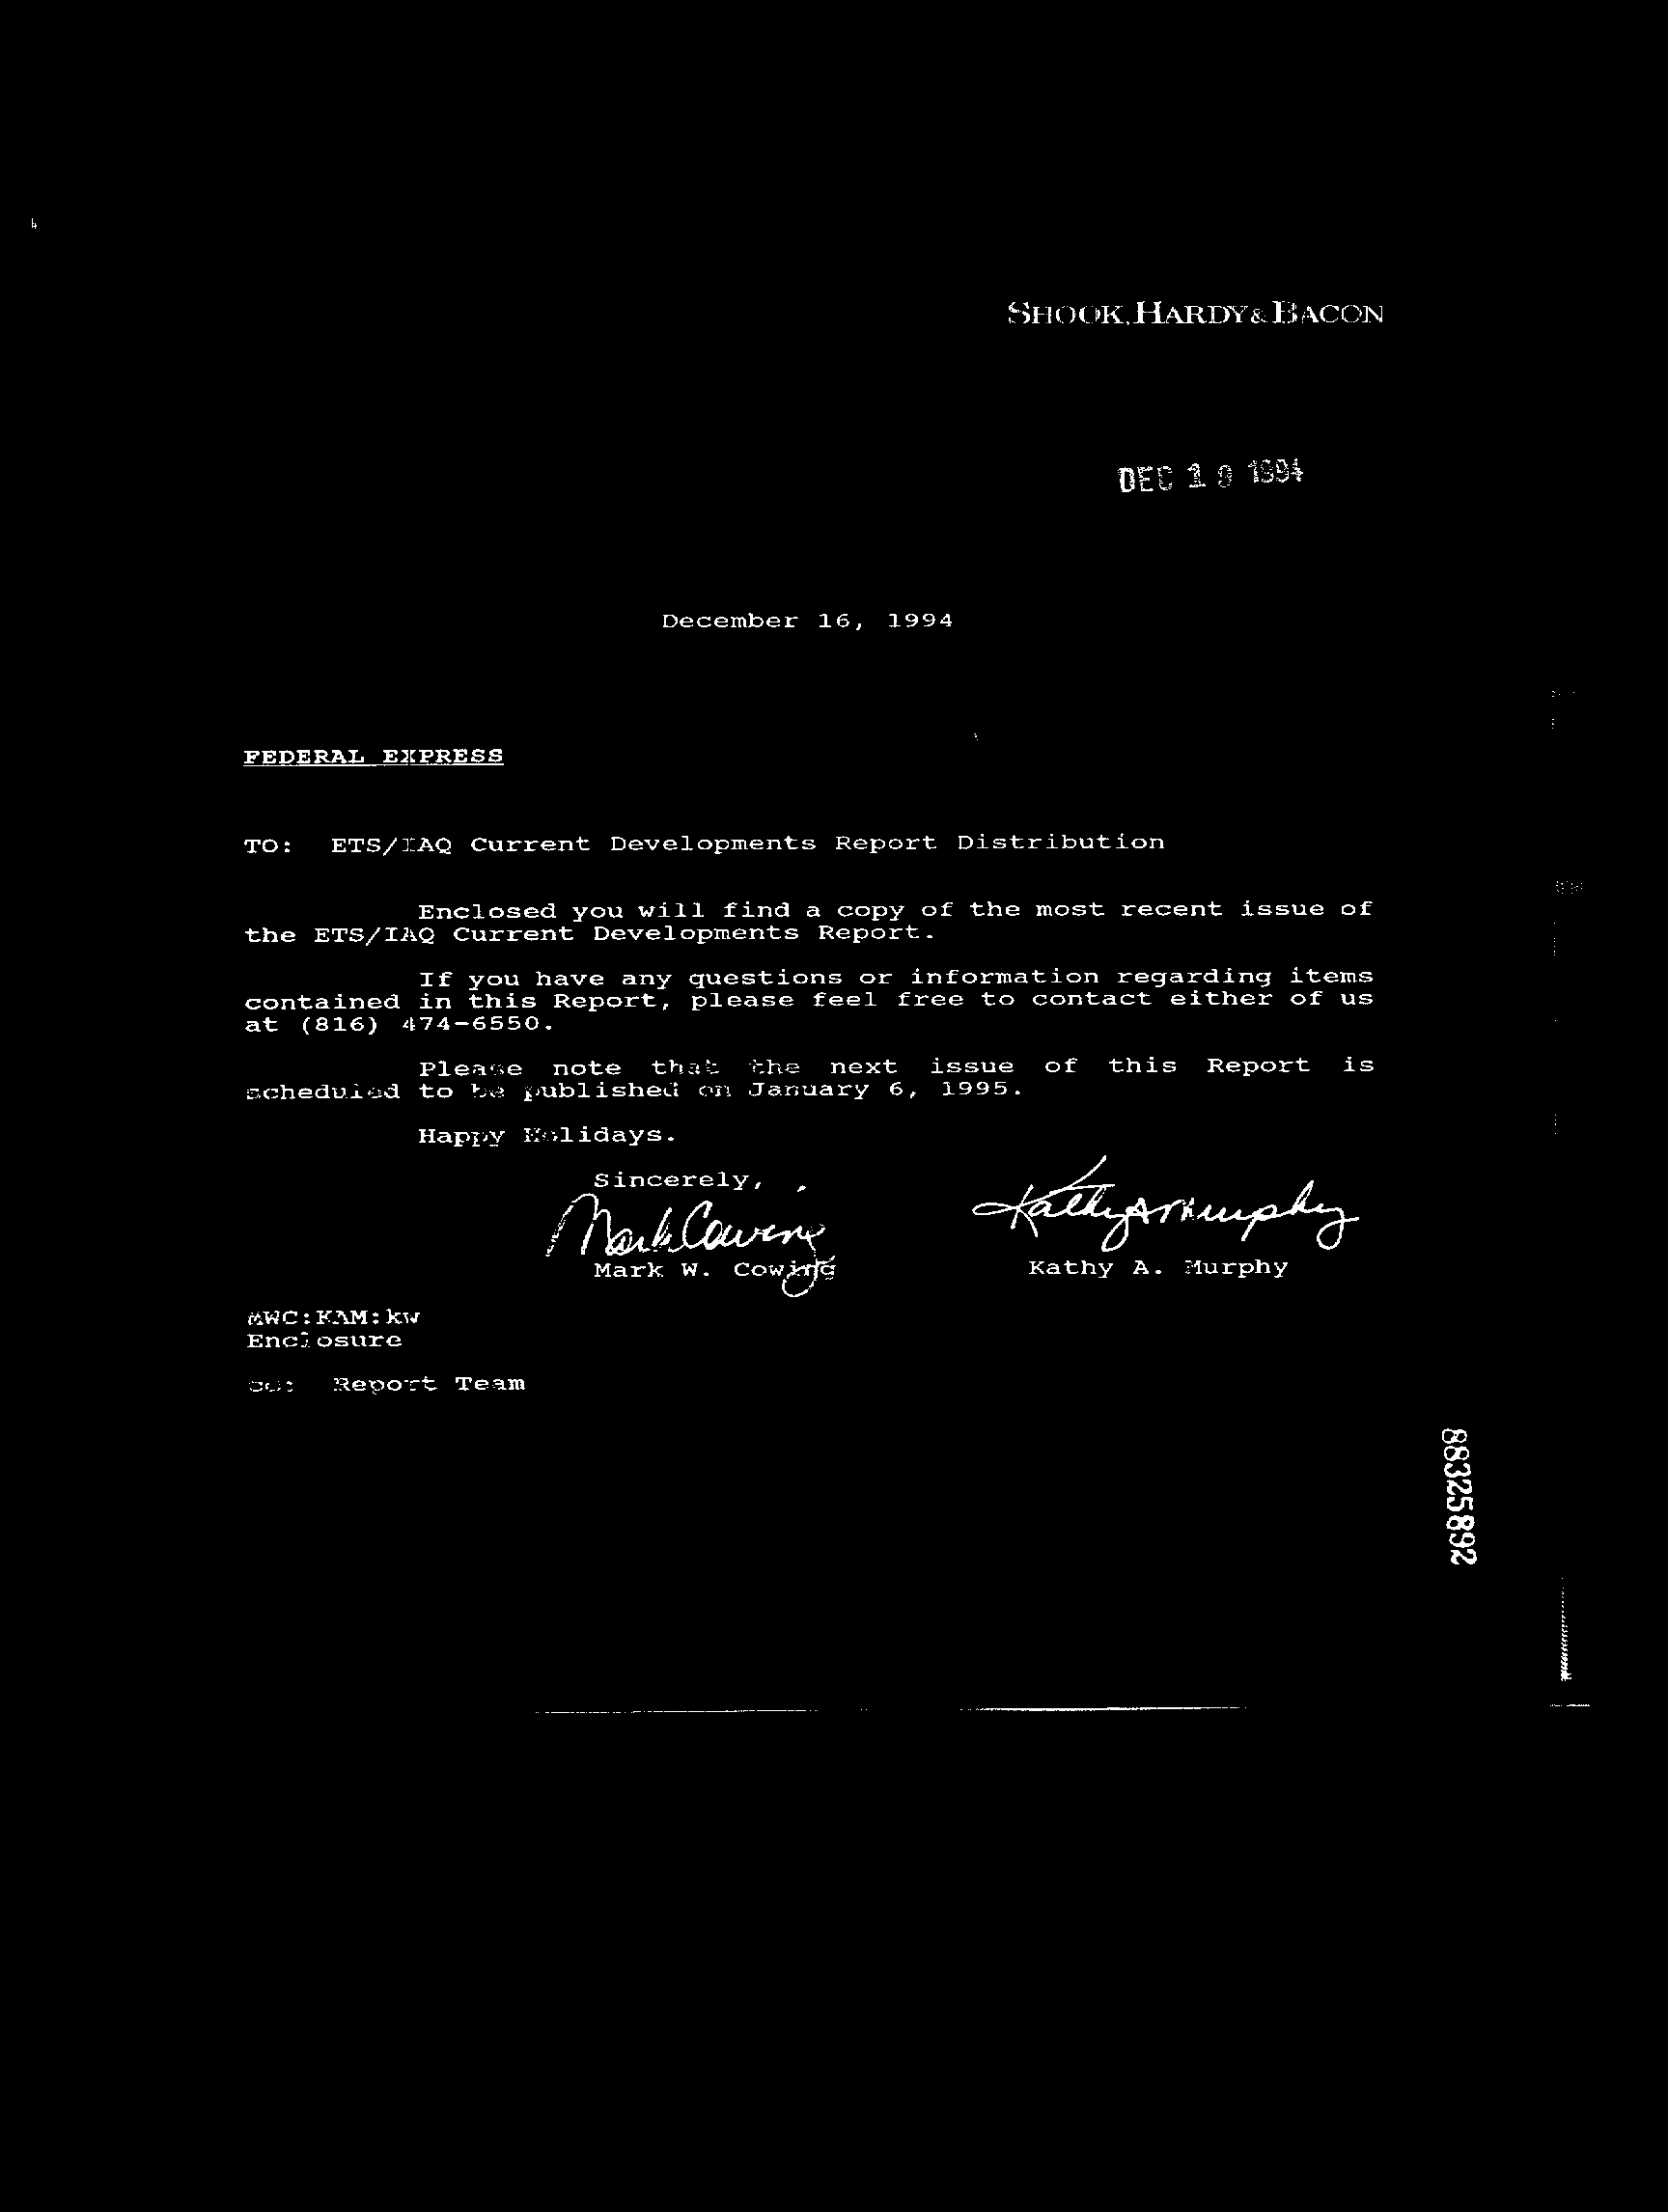 SHOOK, HARDY & BACON
DEC 19 1994
December 16, 1994
FEDERAL EXPRESS
TO: ETS/IAQ Current Developments Report Distribution
Enclosed you will find a copy of the most recent issue of
the ETS/IAQ Current Developments Report.
If you have any questions or information regarding items
contained in this Report, please feel free to contact either of us
at (816) 474-6550.
Please note that the next issue of this Report is
scheduled to be published on January 6, 1995.
Happy Holidays.
Sincerely,
Mark Cowing
Kathy A Murphy
Mark W. Cowing
Kathy A. Murphy
MWC:KAM:kw
Enclosure
cc: Report Team
88325892